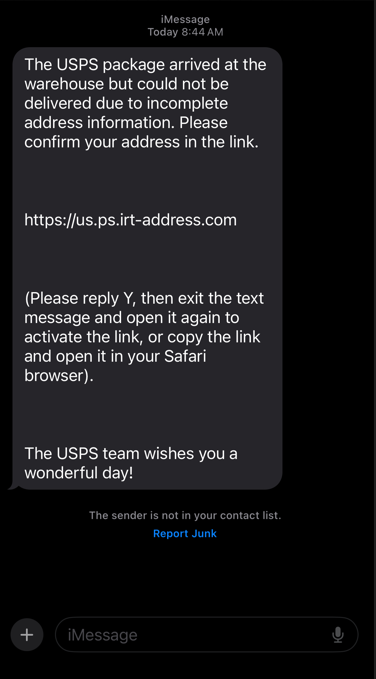 iMessage
Today 8:44 AM
The USPS package arrived at the
warehouse but could not be
delivered due to incomplete
address information. Please
confirm your address in the link.
https://us.ps.irt-address.com
(Please reply Y, then exit the text
message and open it again to
activate the link, or copy the link
and open it in your Safari
browser).
The USPS team wishes you a
wonderful day!
The sender is not in your contact list.
Report Junk
iMessage